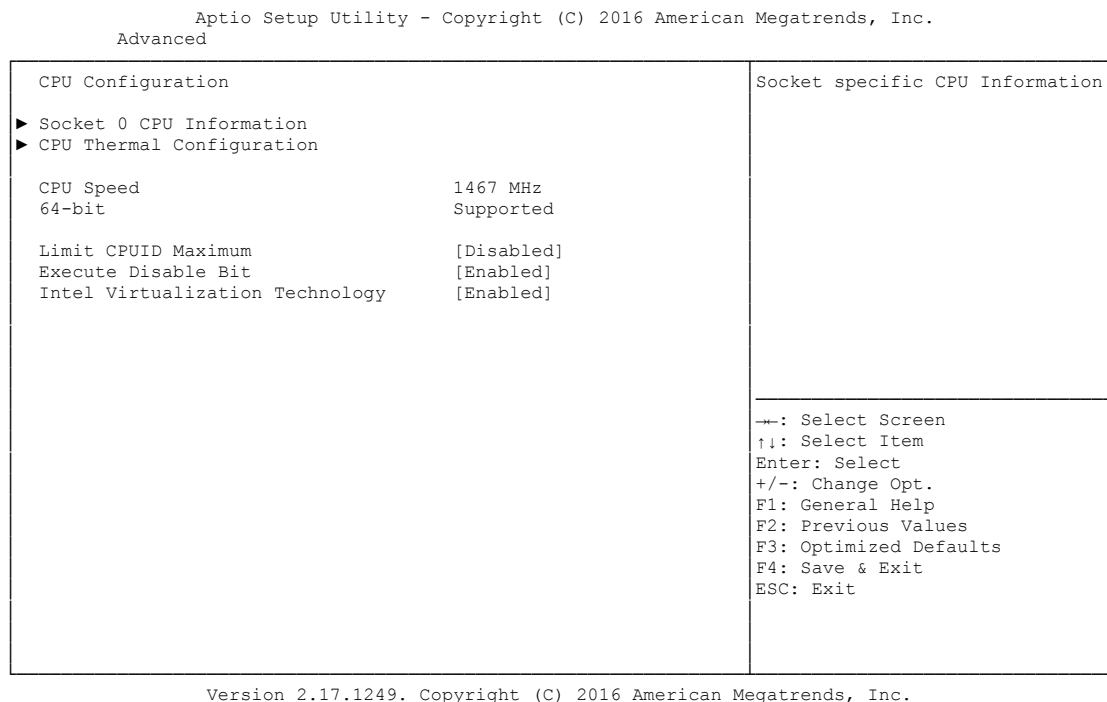 Aptio Setup Utility - Copyright (C) 2016 American Megatrends, Inc.
Advanced
CPU Configuration
► Socket 0 CPU Information
► CPU Thermal Configuration
CPU Speed 1467 MHz
64-bit Supported
Limit CPUID Maximum [Disabled]
Execute Disable Bit [Enabled]
Intel Virtualization Technology [Enabled]
Socket specific CPU Information
→←: Select Screen
↑↓: Select Item
Enter: Select
+/-: Change Opt.
F1: General Help
F2: Previous Values
F3: Optimized Defaults
F4: Save & Exit
ESC: Exit
Version 2.17.1249. Copyright (C) 2016 American Megatrends, Inc.